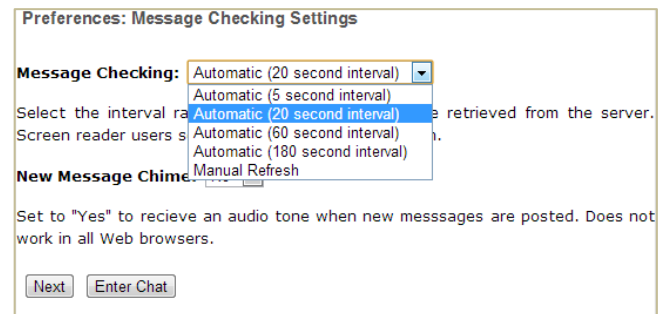 Preferences: Message Checking Settings
Message Checking: Automatic (20 second interval)
Automatic (5 second interval)
Select the interval ra Automatic (20 second interval) e retrieved from the server.
Screen reader users s Automatic (60 second interval)
Automatic (180 second interval)
Manual Refresh
New Message Chime:
Set to "Yes" to recieve an audio tone when new messsages are posted. Does not
work in all Web browsers.
Next Enter Chat